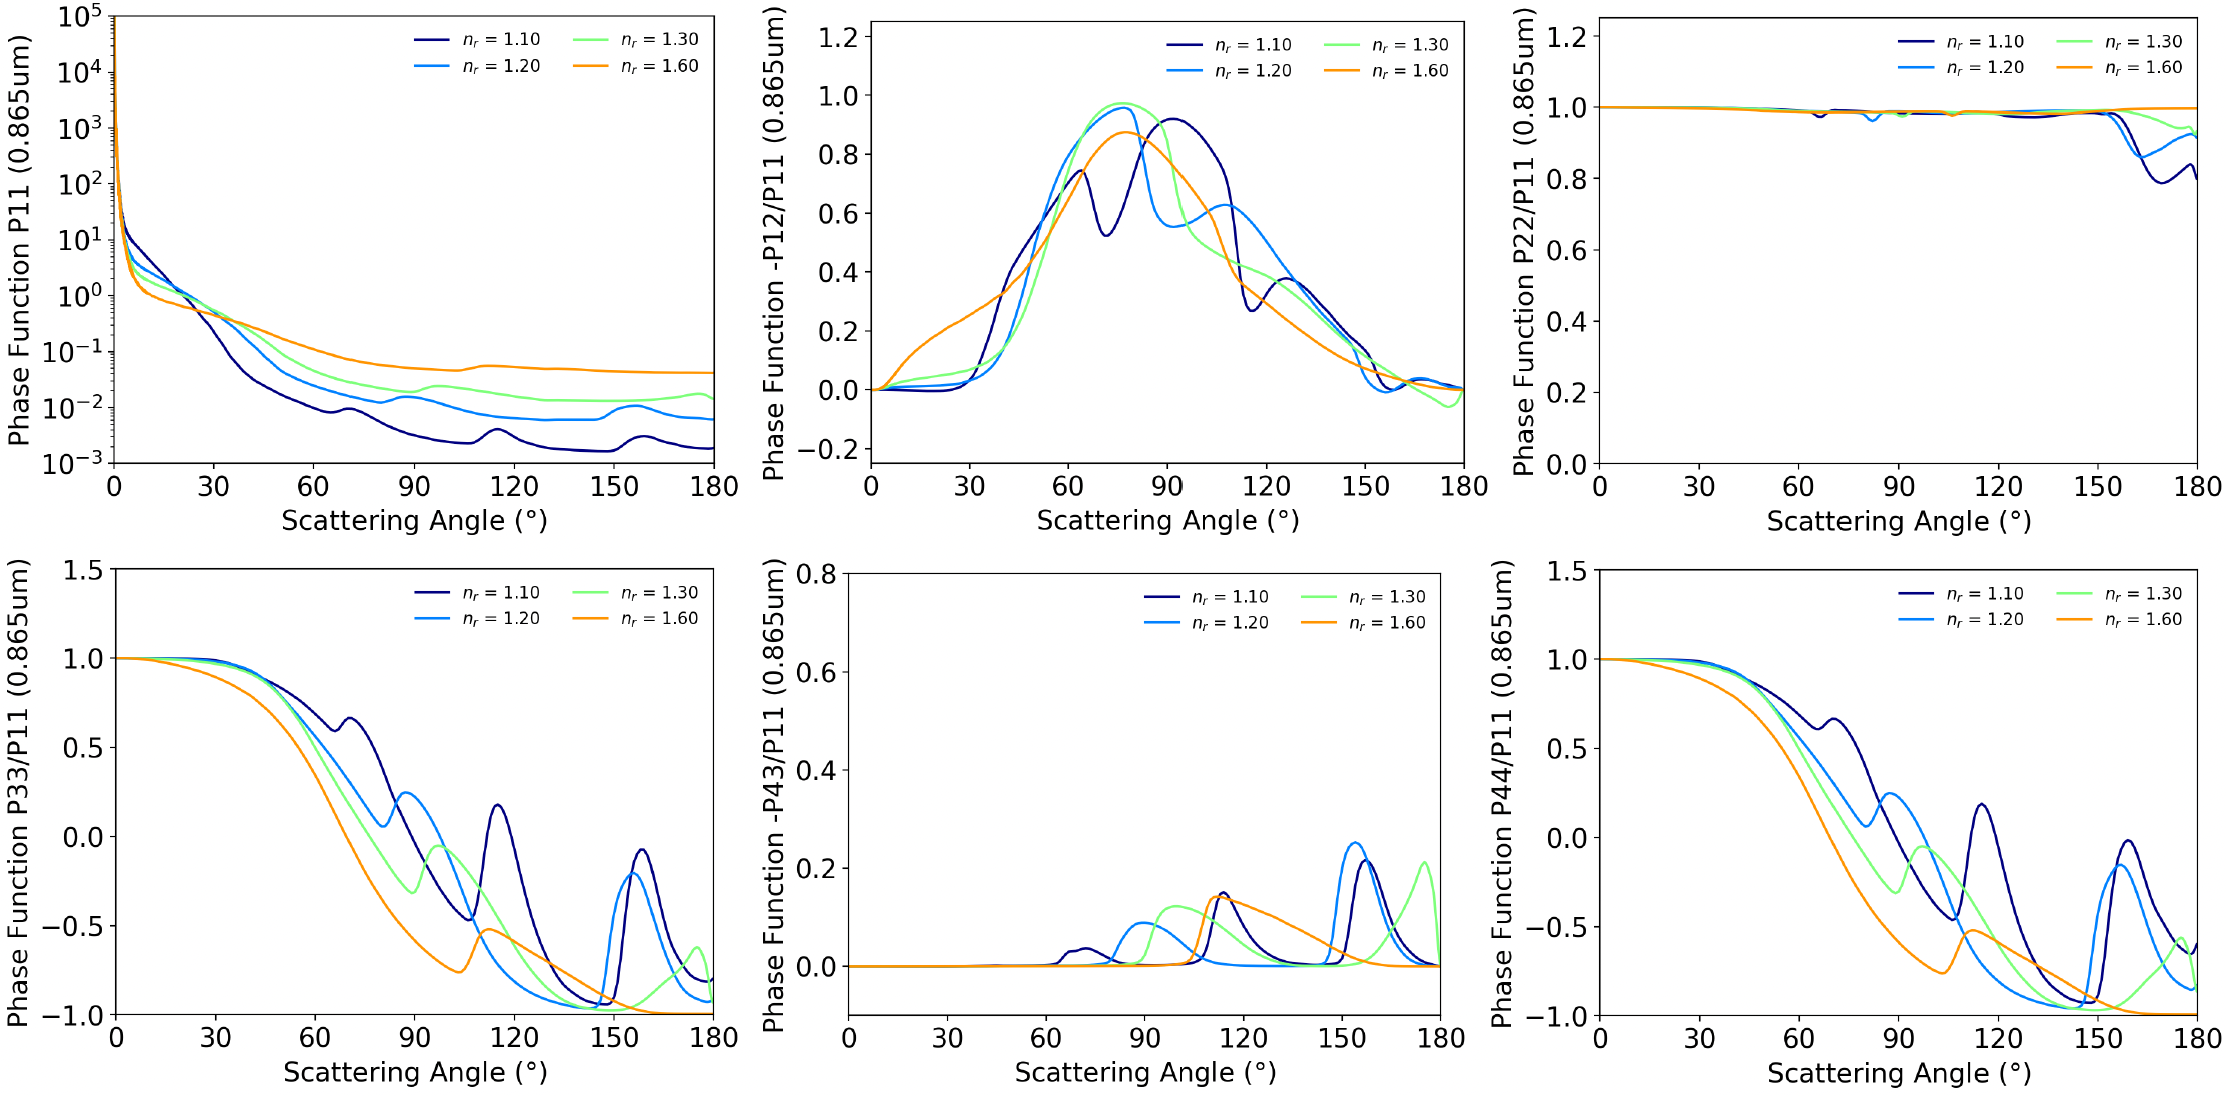 Phase Function P11 (0.865um)
10^5
10^4
10^3
10^2
10^1
10^0
10^−1
10^−2
10^−3
n_r = 1.10
n_r = 1.30
n_r = 1.20
n_r = 1.60
0 30 60 90 120 150 180
Scattering Angle (°)
Phase Function -P12/P11 (0.865um)
1.2
1.0
0.8
0.6
0.4
0.2
0.0
−0.2
n_r = 1.10
n_r = 1.30
n_r = 1.20
n_r = 1.60
0 30 60 90 120 150 180
Scattering Angle (°)
Phase Function P22/P11 (0.865um)
1.2
1.0
0.8
0.6
0.4
0.2
0.0
n_r = 1.10
n_r = 1.30
n_r = 1.20
n_r = 1.60
0 30 60 90 120 150 180
Scattering Angle (°)
Phase Function P33/P11 (0.865um)
1.5
1.0
0.5
0.0
−0.5
−1.0
n_r = 1.10
n_r = 1.30
n_r = 1.20
n_r = 1.60
0 30 60 90 120 150 180
Scattering Angle (°)
Phase Function -P43/P11 (0.865um)
0.8
0.6
0.4
0.2
0.0
n_r = 1.10
n_r = 1.30
n_r = 1.20
n_r = 1.60
0 30 60 90 120 150 180
Scattering Angle (°)
Phase Function P44/P11 (0.865um)
1.5
1.0
0.5
0.0
−0.5
−1.0
n_r = 1.10
n_r = 1.30
n_r = 1.20
n_r = 1.60
0 30 60 90 120 150 180
Scattering Angle (°)